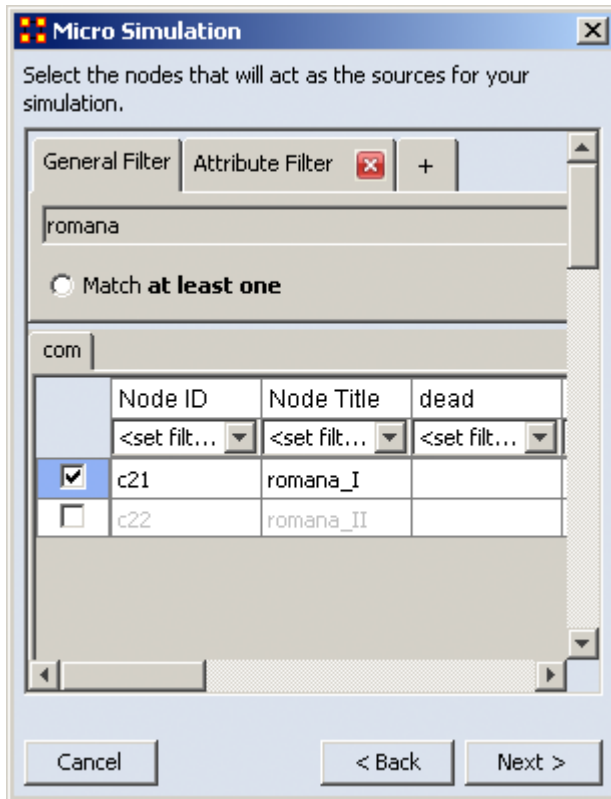 Micro Simulation
Select the nodes that will act as the sources for your
simulation.
General Filter Attribute Filter +
romana
Match at least one
com
Node ID Node Title dead
<set filt... <set filt... <set filt...
c21 romana_I
c22 romana_II
Cancel < Back Next >